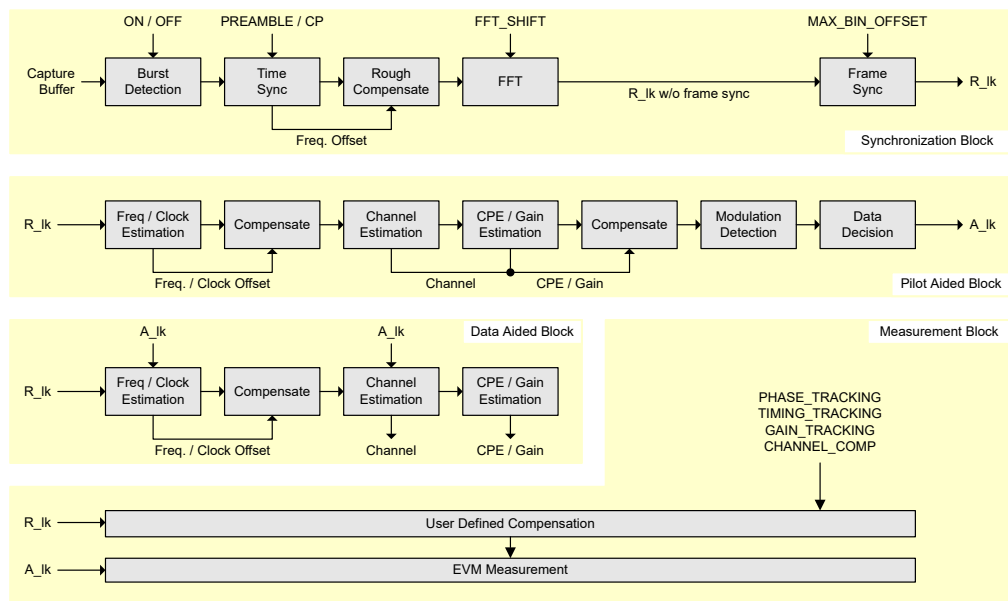 ON / OFF
PREAMBLE / CP
FFT_SHIFT
MAX_BIN_OFFSET
Capture
Buffer
Burst
Detection
Time
Sync
Rough
Compensate
FFT
R_lk w/o frame sync
Frame
Sync
R_lk
Freq. Offset
Synchronization Block
R_lk
Freq / Clock
Estimation
Compensate
Channel
Estimation
CPE / Gain
Estimation
Compensate
Modulation
Detection
Data
Decision
A_lk
Freq. / Clock Offset
Channel
CPE / Gain
Pilot Aided Block
A_lk
A_lk
Data Aided Block
R_lk
Freq / Clock
Estimation
Compensate
Channel
Estimation
CPE / Gain
Estimation
Freq. / Clock Offset
Channel
CPE / Gain
Measurement Block
PHASE_TRACKING
TIMING_TRACKING
GAIN_TRACKING
CHANNEL_COMP
R_lk
User Defined Compensation
A_lk
EVM Measurement